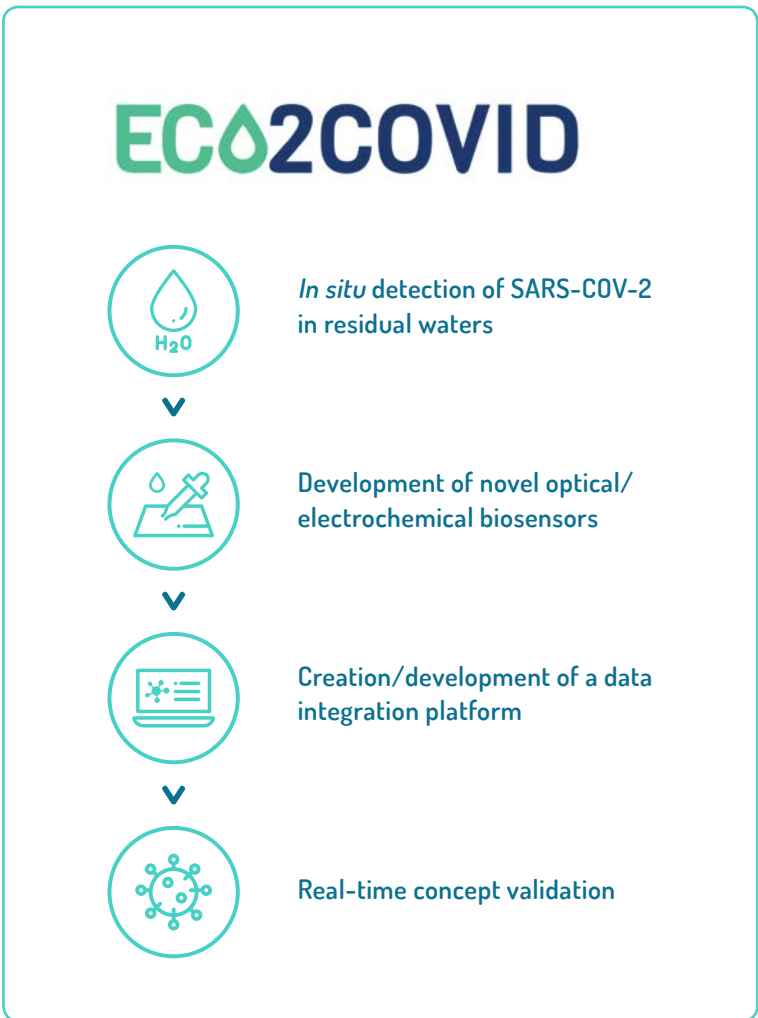 ECO2COVID
H2O
In situ detection of SARS-COV-2
in residual waters
Development of novel optical/
electrochemical biosensors
Creation/development of a data
integration platform
Real-time concept validation